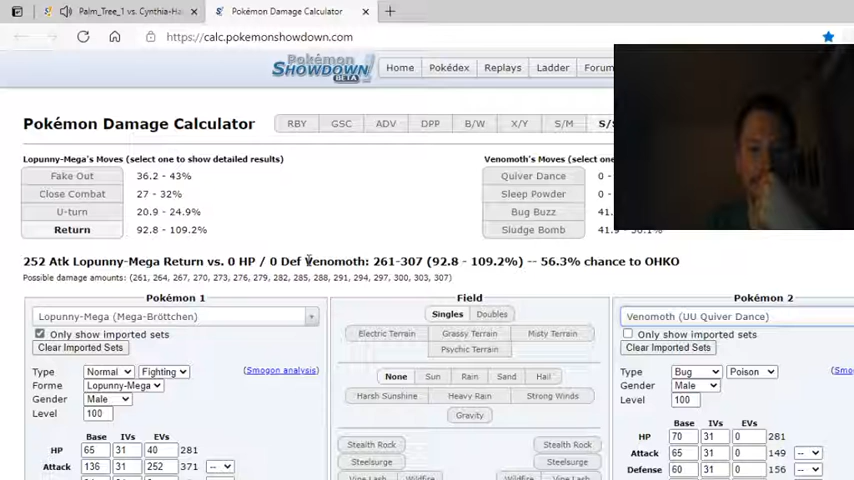 Palm_Tree_1 vs. Cynthia-Ha
Pokémon Damage Calculator
https://calc.pokemonshowdown.com
Pokémon SHOWDOWN! BETA
Home Pokédex Replays Ladder Forum
Pokémon Damage Calculator RBY GSC ADV DPP B/W X/Y S/M S/S
Lopunny-Mega's Moves (select one to show detailed results)
Fake Out 36.2 - 43%
Close Combat 27 - 32%
U-turn 20.9 - 24.9%
Return 92.8 - 109.2%
Venomoth's Moves (select one
Quiver Dance 0 -
Sleep Powder 0 -
Bug Buzz 41.
Sludge Bomb 41.
252 Atk Lopunny-Mega Return vs. 0 HP / 0 Def Venomoth: 261-307 (92.8 - 109.2%) -- 56.3% chance to OHKO
Possible damage amounts: (261, 264, 267, 270, 273, 276, 279, 282, 285, 288, 291, 294, 297, 300, 303, 307)
Pokémon 1
Lopunny-Mega (Mega-Bröttchen)
Only show imported sets
Clear Imported Sets
Type Normal Fighting (Smogon analysis)
Forme Lopunny-Mega
Gender Male
Level 100
Base IVs EVs
HP 65 31 40 281
Attack 136 31 252 371 --
Field
Singles Doubles
Electric Terrain Grassy Terrain Misty Terrain
Psychic Terrain
None Sun Rain Sand Hail
Harsh Sunshine Heavy Rain Strong Winds
Gravity
Stealth Rock Stealth Rock
Steelsurge Steelsurge
Vine Lash Wildfire Vine Lash
Pokémon 2
Venomoth (UU Quiver Dance)
Only show imported sets
Clear Imported Sets
Type Bug Poison (Smo
Gender Male
Level 100
Base IVs EVs
HP 70 31 0 281
Attack 65 31 0 149 --
Defense 60 31 0 156 --